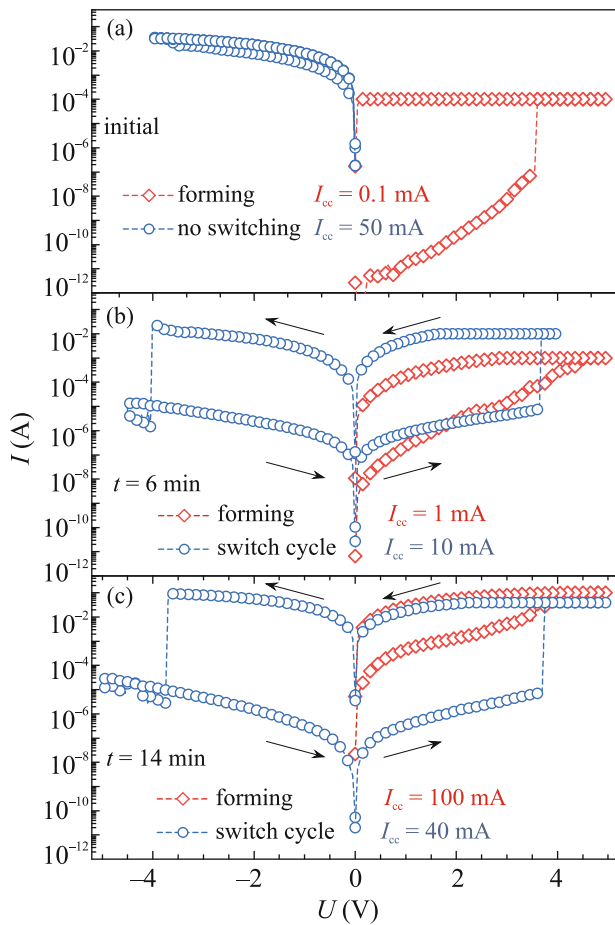 (a)
10⁻²
10⁻⁴
initial
10⁻⁶
forming I_cc = 0.1 mA
10⁻⁸
no switching I_cc = 50 mA
10⁻¹⁰
10⁻¹²
(b)
10⁻²
10⁻⁴
10⁻⁶
I (A)
10⁻⁸
t = 6 min
forming I_cc = 1 mA
10⁻¹⁰
switch cycle I_cc = 10 mA
10⁻¹²
(c)
10⁻²
10⁻⁴
10⁻⁶
10⁻⁸
t = 14 min
forming I_cc = 100 mA
10⁻¹⁰
switch cycle I_cc = 40 mA
10⁻¹²
−4 −2 0 2 4
U (V)